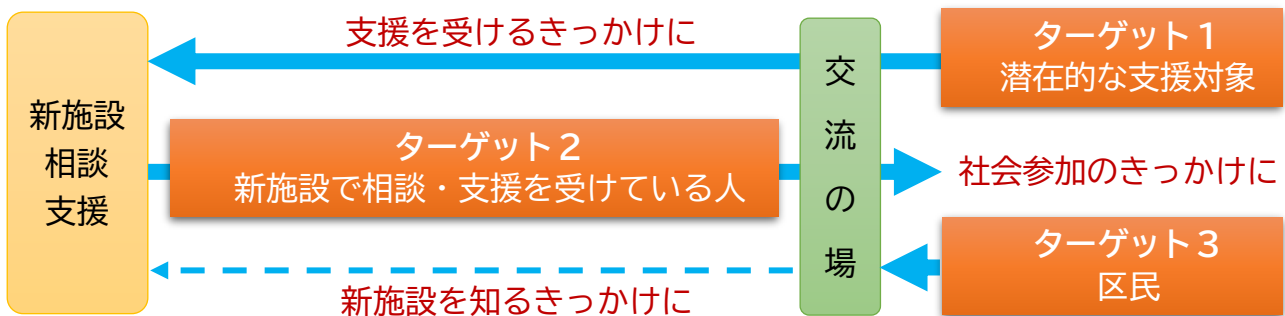 支援を受けるきっかけに
ターゲット1
潜在的な支援対象
新施設
相談
支援
ターゲット2
新施設で相談・支援を受けている人
交
流
の
場
社会参加のきっかけに
ターゲット3
区民
新施設を知るきっかけに